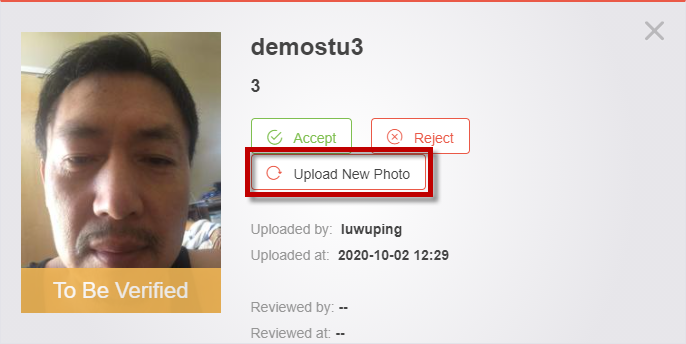 demostu3
3
Accept
Reject
Upload New Photo
Uploaded by: luwuping
Uploaded at: 2020-10-02 12:29
To Be Verified
Reviewed by: --
Reviewed at: --